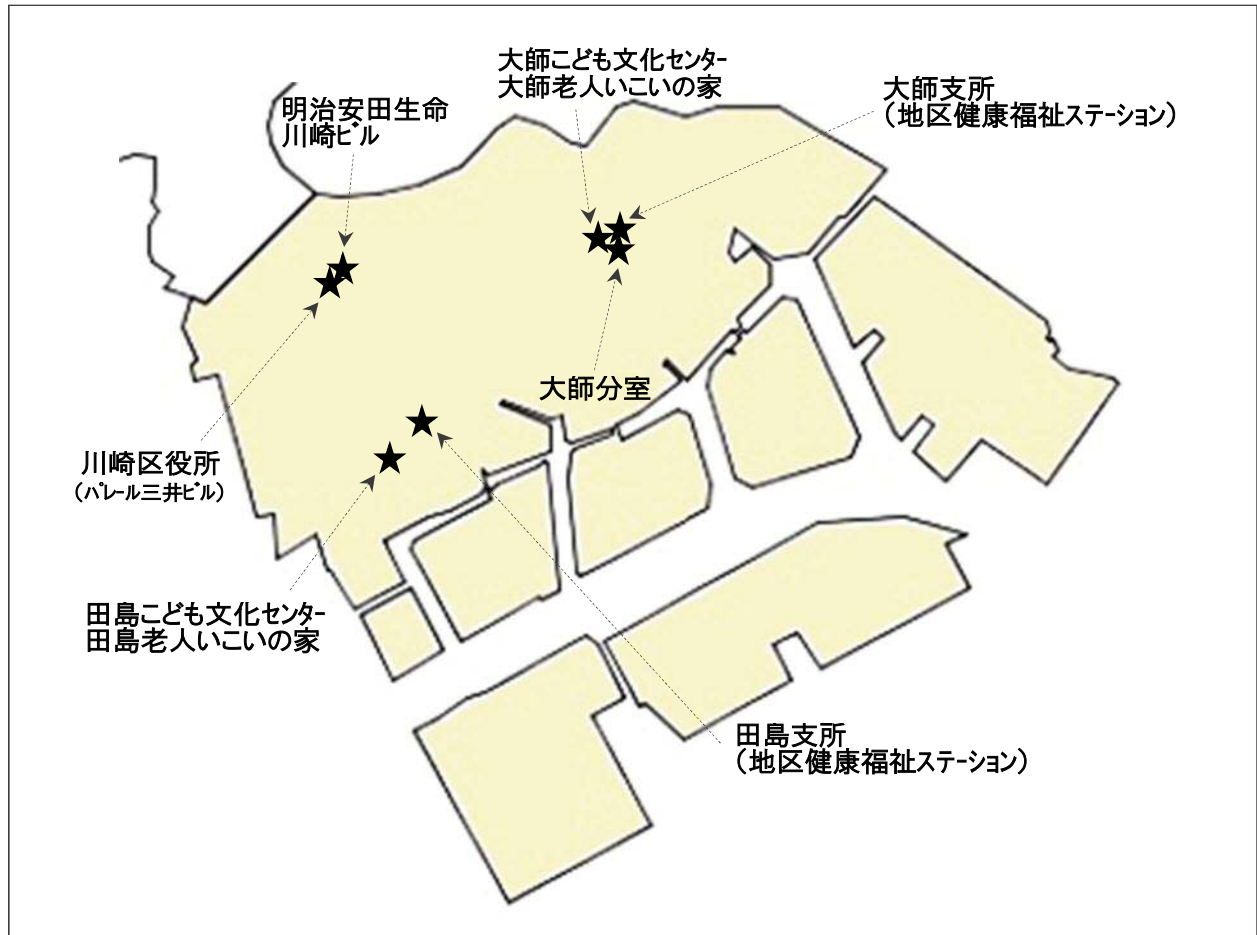 大師こども文化センター
大師老人いこいの家
大師支所
（地区健康福祉ステーション）
明治安田生命
川崎ビル
大師分室
川崎区役所
（パレール三井ビル）
田島こども文化センター
田島老人いこいの家
田島支所
（地区健康福祉ステーション）